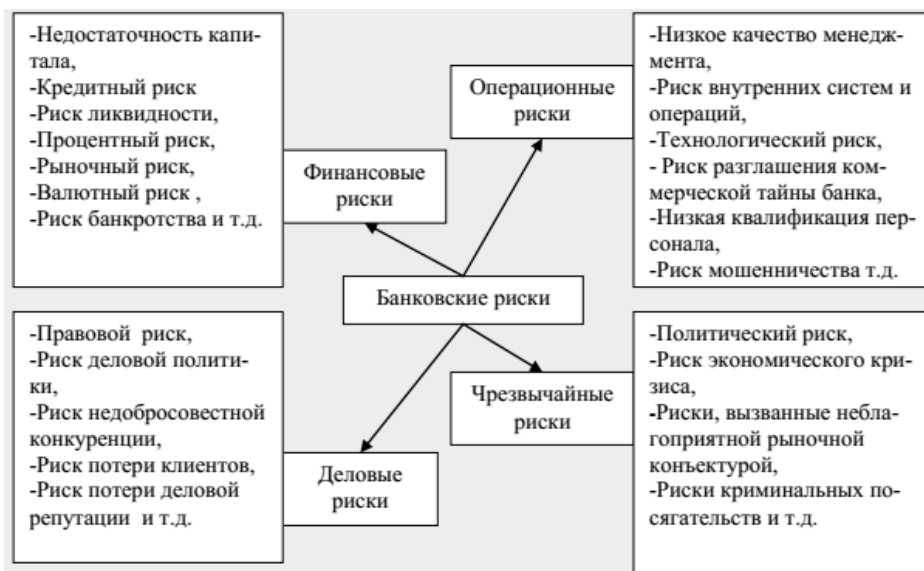 -Недостаточность капи-
тала,
-Кредитный риск
-Риск ликвидности,
-Процентный риск,
-Рыночный риск,
-Валютный риск ,
-Риск банкротства и т.д.
Финансовые
риски
Операционные
риски
-Низкое качество менедж-
мента,
-Риск внутренних систем и
операций,
-Технологический риск,
- Риск разглашения ком-
мерческой тайны банка,
-Низкая квалификация пер-
сонала,
-Риск мошенничества т.д.
Банковские риски
-Правовой риск,
-Риск деловой полити-
ки,
-Риск недобросовестной
конкуренции,
-Риск потери клиентов,
-Риск потери деловой
репутации и т.д.
Деловые
риски
Чрезвычайные
риски
-Политический риск,
-Риск экономического кри-
зиса,
-Риски, вызванные небла-
гоприятной рыночной
конъектурой,
-Риски криминальных по-
сягательств и т.д.